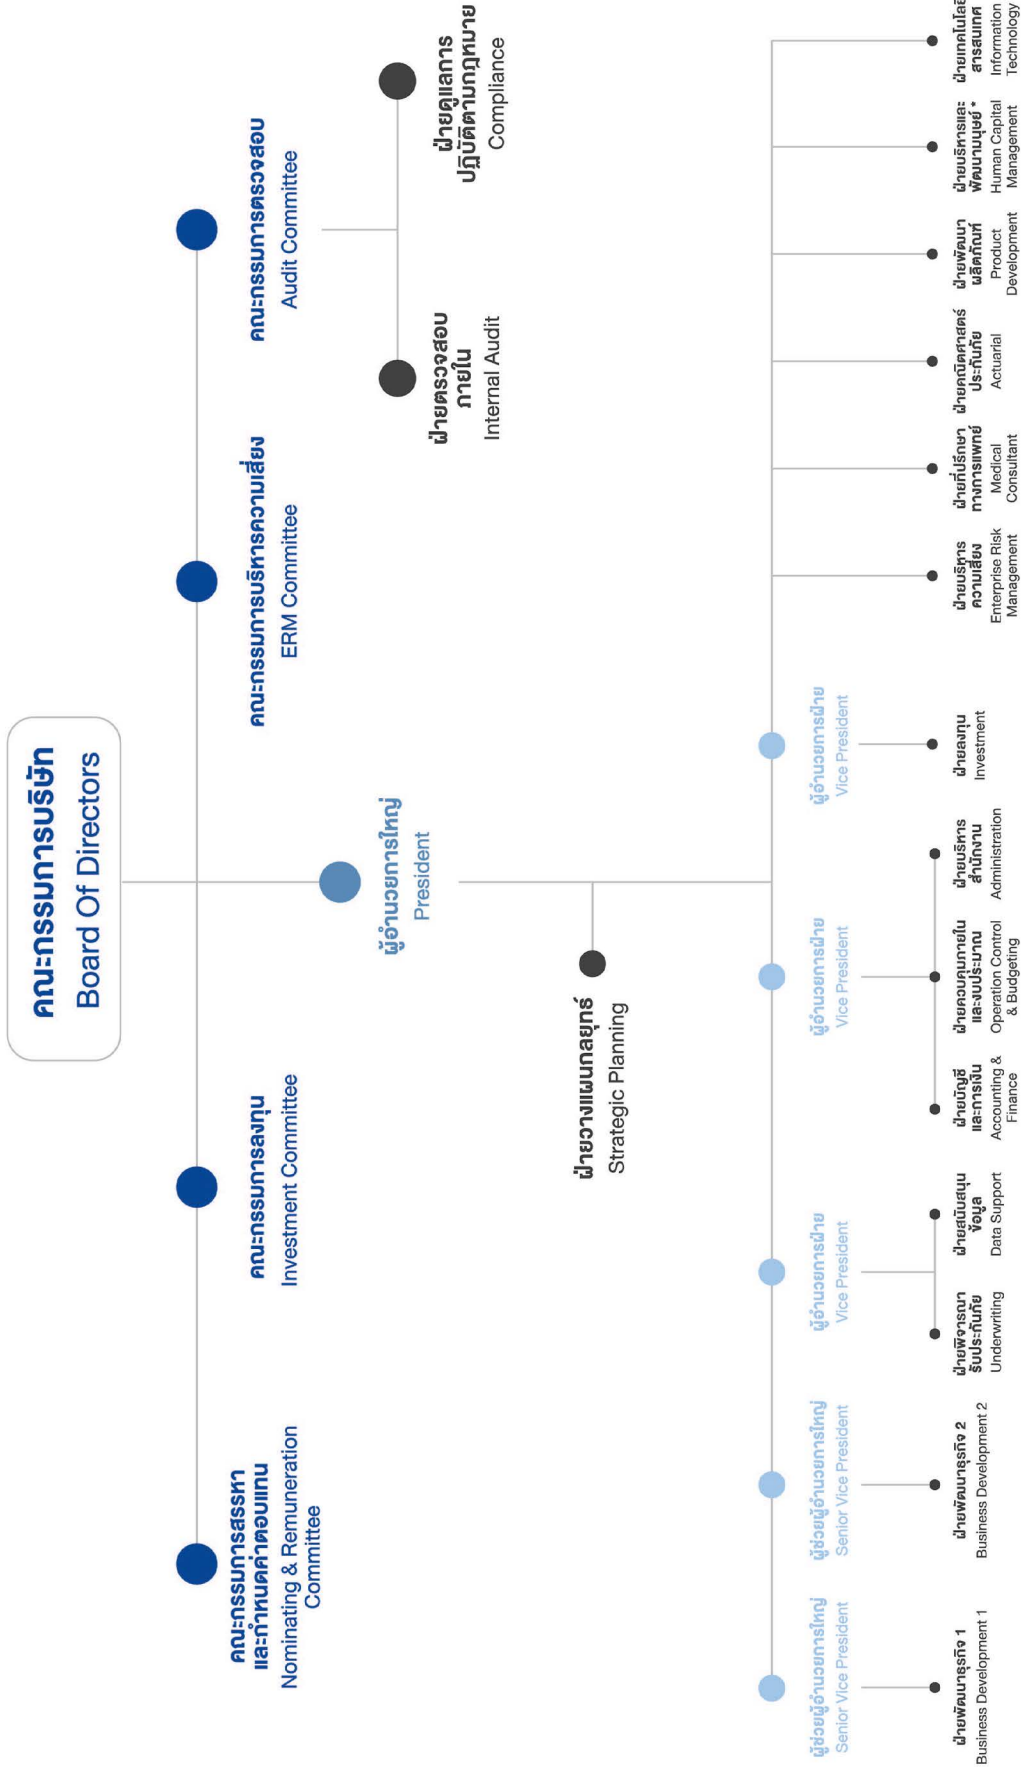 คณะกรรมการบริษัท
Board Of Directors
คณะกรรมการสรรหา
และกำหนดค่าตอบแทน
Nominating & Remuneration
Committee
คณะกรรมการลงทุน
Investment Committee
คณะกรรมการบริหารความเสี่ยง
ERM Committee
คณะกรรมการตรวจสอบ
Audit Committee
ผู้อำนวยการใหญ่
President
ฝ่ายตรวจสอบ
ภายใน
Internal Audit
ฝ่ายดูแลการ
ปฏิบัติตามกฎหมาย
Compliance
ฝ่ายวางแผนกลยุทธ์
Strategic Planning
ผู้ช่วยผู้อำนวยการใหญ่
Senior Vice President
ผู้ช่วยผู้อำนวยการใหญ่
Senior Vice President
ผู้อำนวยการฝ่าย
Vice President
ผู้อำนวยการฝ่าย
Vice President
ผู้อำนวยการฝ่าย
Vice President
ฝ่ายพัฒนาธุรกิจ 1
Business Development 1
ฝ่ายพัฒนาธุรกิจ 2
Business Development 2
ฝ่ายพิจารณา
รับประกันภัย
Underwriting
ฝ่ายสนับสนุน
ข้อมูล
Data Support
ฝ่ายบัญชี
และการเงิน
Accounting &
Finance
ฝ่ายควบคุมภายใน
และงบประมาณ
Operation Control
& Budgeting
ฝ่ายบริหาร
สำนักงาน
Administration
ฝ่ายลงทุน
Investment
ฝ่ายบริหาร
ความเสี่ยง
Enterprise Risk
Management
ฝ่ายที่ปรึกษา
ทางการแพทย์
Medical
Consultant
ฝ่ายคณิตศาสตร์
ประกันภัย
Actuarial
ฝ่ายพัฒนา
ผลิตภัณฑ์
Product
Development
ฝ่ายบริหารและ
พัฒนามนุษย์ *
Human Capital
Management
ฝ่ายเทคโนโลยี
สารสนเทศ
Information
Technology